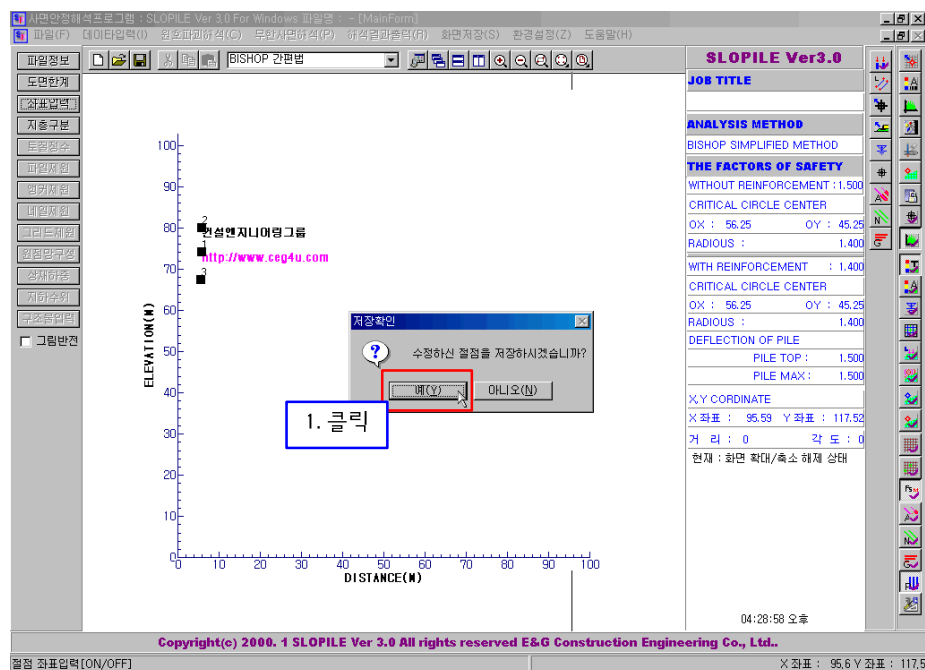 사면안정해석프로그램 : SLOPILE Ver 3.0 For Windows 파일명 : - [MainForm]
파일(F) 데이타입력(I) 원호파괴해석(C) 무한사면해석(P) 해석결과출력(R) 화면저장(S) 환경설정(Z) 도움말(H)
파일정보
도면한계
좌표입력
지층구분
토질정수
파일제원
앵커제원
네일제원
그리드제원
원점망구성
상재하중
지하수위
구조물입력
그림반전
BISHOP 간편법
ELEVATION(M)
100
90
80
70
60
50
40
30
20
10
0
2
건설엔지니어링그룹
1
http://www.ceg4u.com
3
저장확인
수정하신 절점을 저장하시겠습니까?
예(Y)
아니오(N)
1. 클릭
0 10 20 30 40 50 60 70 80 90 100
DISTANCE(M)
SLOPILE Ver3.0
JOB TITLE
ANALYSIS METHOD
BISHOP SIMPLIFIED METHOD
THE FACTORS OF SAFETY
WITHOUT REINFORCEMENT : 1.500
CRITICAL CIRCLE CENTER
OX : 56.25 OY : 45.25
RADIOUS : 1.400
WITH REINFORCEMENT : 1.400
CRITICAL CIRCLE CENTER
OX : 56.25 OY : 45.25
RADIOUS : 1.400
DEFLECTION OF PILE
PILE TOP : 1.500
PILE MAX : 1.500
X,Y CORDINATE
X 좌표 : 95.59 Y 좌표 : 117.52
거 리 : 0 각 도 : 0
현재 : 화면 확대/축소 해제 상태
04:28:58 오후
Copyright(c) 2000. 1 SLOPILE Ver 3.0 All rights reserved E&G Construction Engineering Co., Ltd..
절점 좌표입력[ON/OFF]
X 좌표 : 95,6 Y 좌표 : 117,5